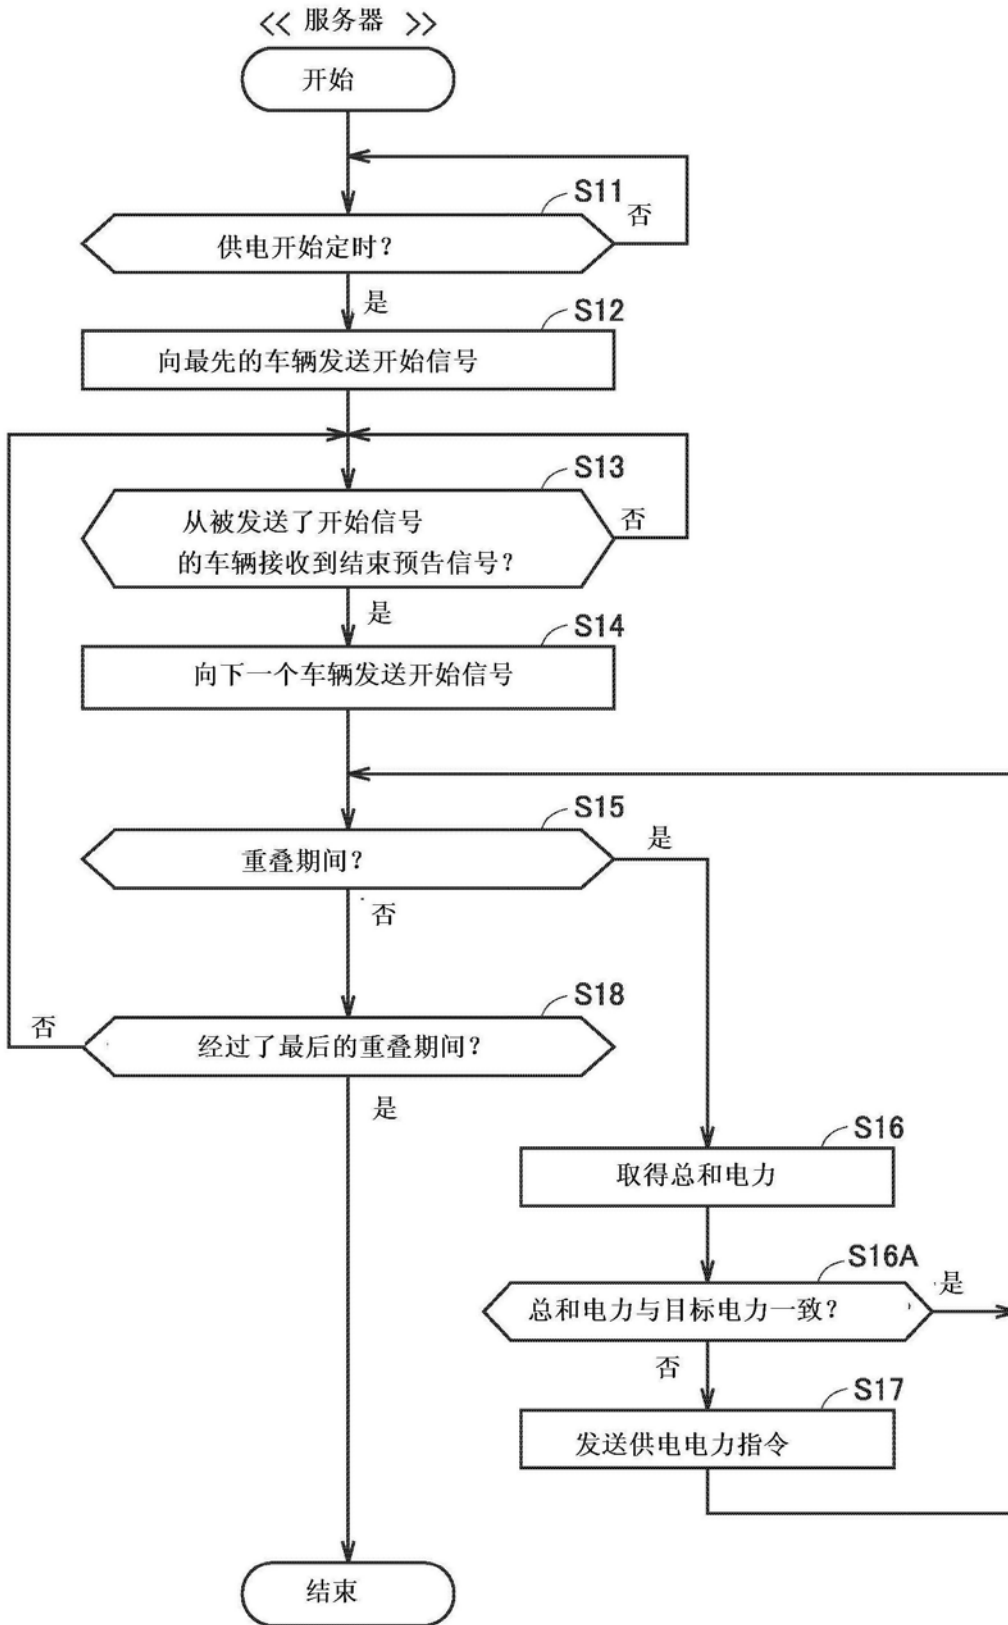 << 服务器 >>
开始
S11
供电开始定时？
否
是
S12
向最先的车辆发送开始信号
S13
从被发送了开始信号
的车辆接收到结束预告信号？
否
是
S14
向下一个车辆发送开始信号
S15
重叠期间？
是
否
S18
经过了最后的重叠期间？
否
是
S16
取得总和电力
S16A
总和电力与目标电力一致？
是
否
S17
发送供电电力指令
结束